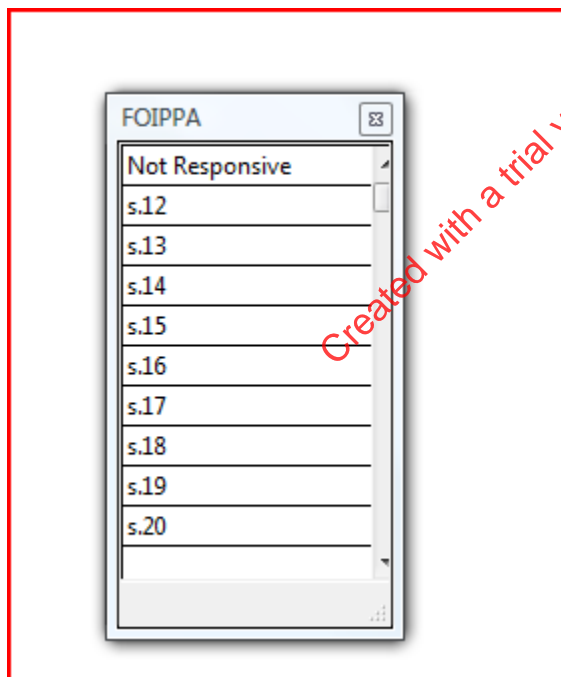 FOIPPA
Not Responsive
s.12
s.13
s.14
s.15
s.16
s.17
s.18
s.19
s.20
Created with a trial